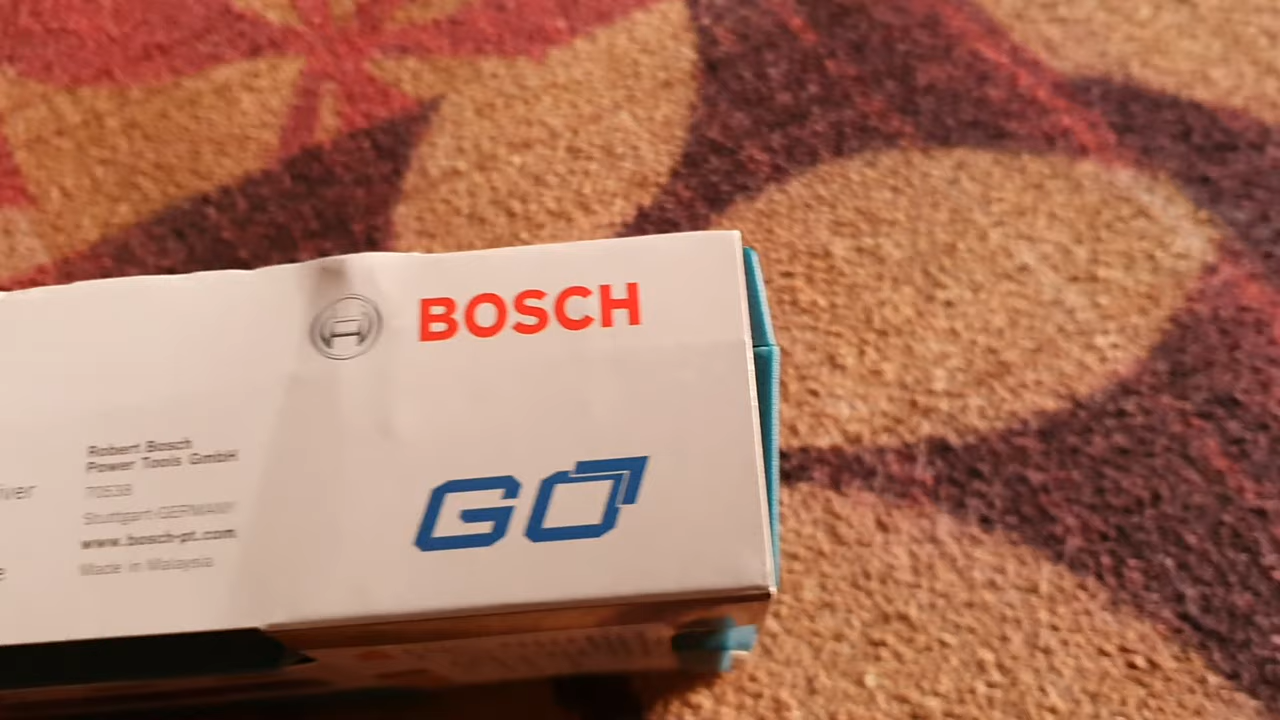 BOSCH
GO
Robert Bosch
Power Tools GmbH
70538
Stuttgart-GERMANY
www.bosch-pt.com
Made in Malaysia